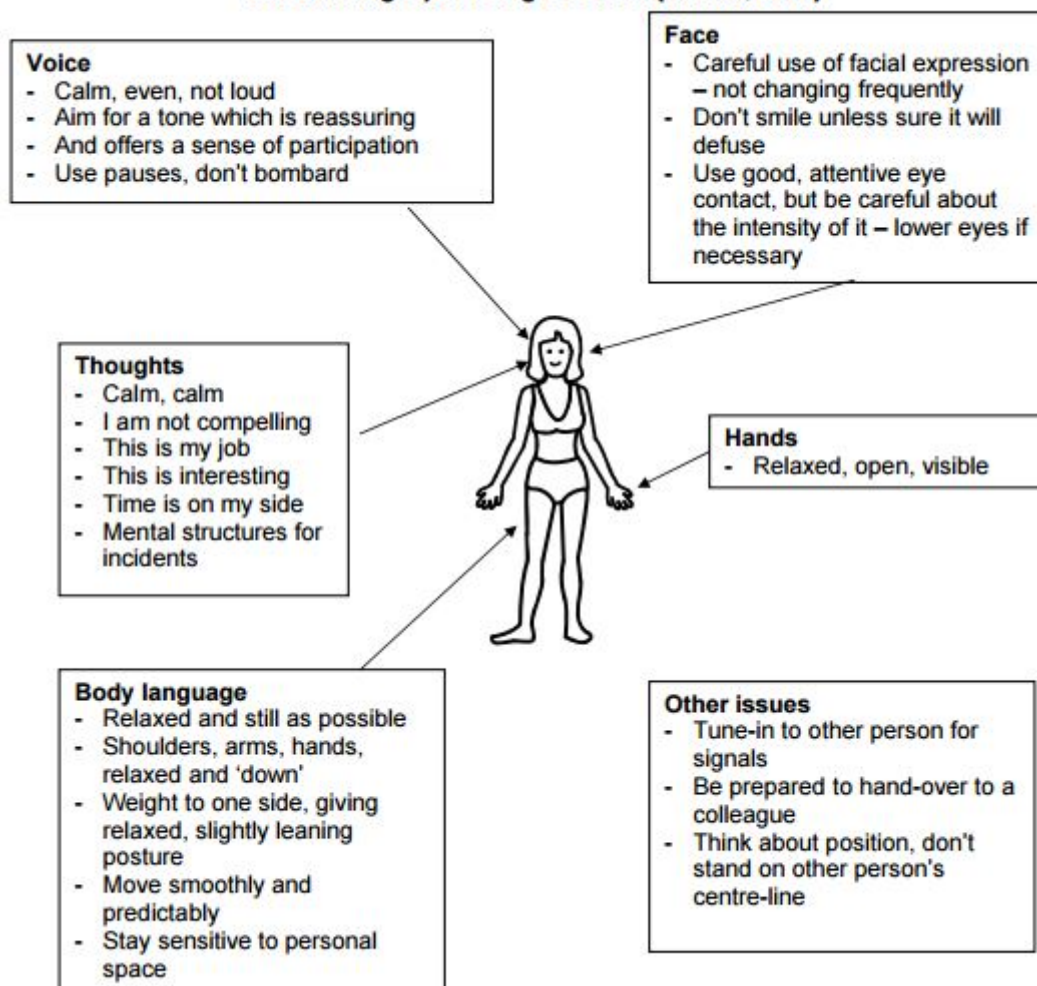 Voice
- Calm, even, not loud
- Aim for a tone which is reassuring
- And offers a sense of participation
- Use pauses, don't bombard
Face
- Careful use of facial expression
– not changing frequently
- Don't smile unless sure it will
defuse
- Use good, attentive eye
contact, but be careful about
the intensity of it – lower eyes if
necessary
Thoughts
- Calm, calm
- I am not compelling
- This is my job
- This is interesting
- Time is on my side
- Mental structures for
incidents
Hands
- Relaxed, open, visible
Body language
- Relaxed and still as possible
- Shoulders, arms, hands,
relaxed and ‘down’
- Weight to one side, giving
relaxed, slightly leaning
posture
- Move smoothly and
predictably
- Stay sensitive to personal
space
Other issues
- Tune-in to other person for
signals
- Be prepared to hand-over to a
colleague
- Think about position, don't
stand on other person's
centre-line